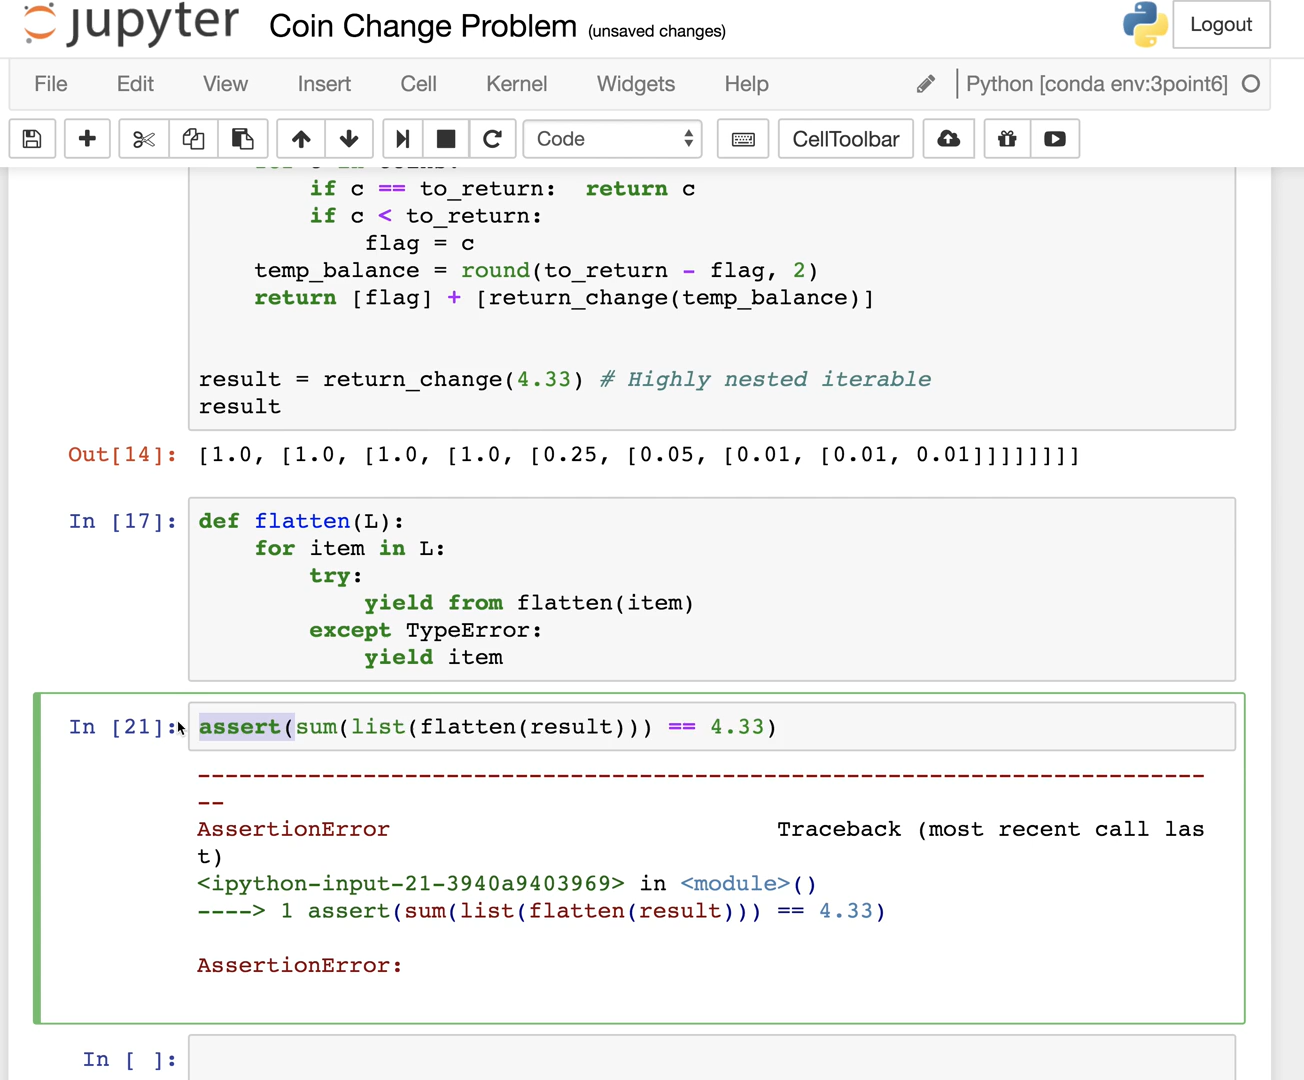 jupyter Coin Change Problem (unsaved changes) Logout
File Edit View Insert Cell Kernel Widgets Help Python [conda env:3point6]
Code CellToolbar
if c == to_return:  return c
if c < to_return:
flag = c
temp_balance = round(to_return - flag, 2)
return [flag] + [return_change(temp_balance)]
result = return_change(4.33) # Highly nested iterable
result
Out[14]: [1.0, [1.0, [1.0, [1.0, [0.25, [0.05, [0.01, [0.01, 0.01]]]]]]]]
In [17]: def flatten(L):
for item in L:
try:
yield from flatten(item)
except TypeError:
yield item
In [21]: assert(sum(list(flatten(result))) == 4.33)
---------------------------------------------------------------------------
--
AssertionError Traceback (most recent call las
t)
<ipython-input-21-3940a9403969> in <module>()
----> 1 assert(sum(list(flatten(result))) == 4.33)
AssertionError:
In [ ]: